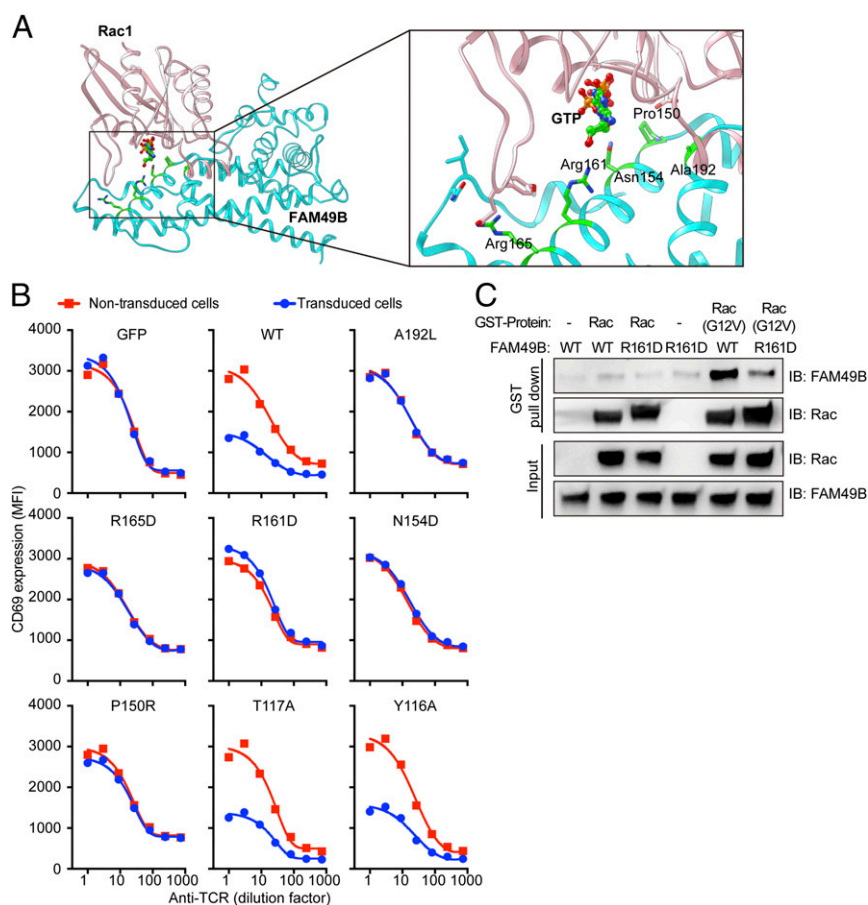 A
Rac1
FAM49B
GTP
Pro150
Arg161
Asn154
Ala192
Arg165
B
Non-transduced cells
Transduced cells
CD69 expression (MFI)
GFP
WT
A192L
4000
3000
2000
1000
0
R165D
R161D
N154D
4000
3000
2000
1000
0
P150R
T117A
Y116A
4000
3000
2000
1000
0
1 10 100 1000
1 10 100 1000
1 10 100 1000
Anti-TCR (dilution factor)
C
GST-Protein: - Rac Rac - Rac (G12V) Rac (G12V)
FAM49B: WT WT R161D R161D WT R161D
GST pull down
IB: FAM49B
IB: Rac
Input
IB: Rac
IB: FAM49B